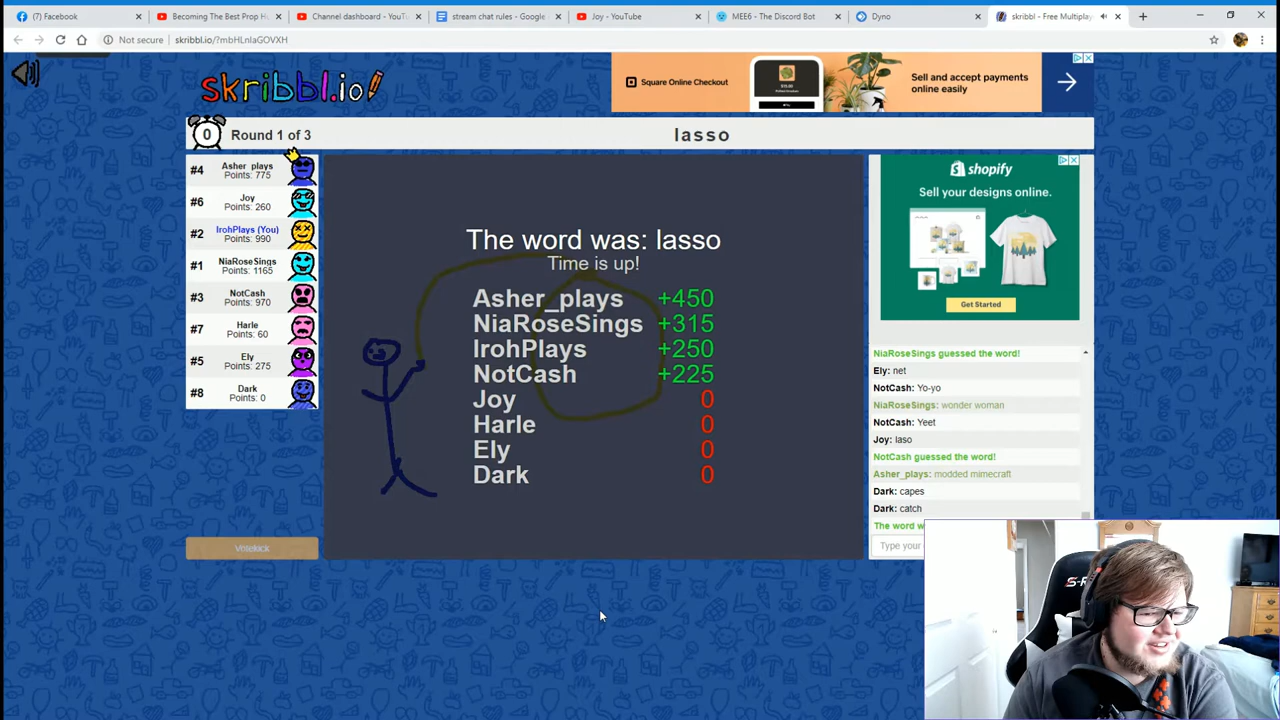 (7) Facebook
Becoming The Best Prop H
Channel dashboard - YouTu
stream chat rules - Google
Joy - YouTube
MEE6 - The Discord Bot
Dyno
skribbl - Free Multiplay
Not secure | skribbl.io/?mbHLnlaGOVXH
skribbl.io
Square Online Checkout
Sell and accept payments
online easily
0
Round 1 of 3
lasso
#4
Asher_plays
Points: 775
#6
Joy
Points: 260
#2
IrohPlays (You)
Points: 990
#1
NiaRoseSings
Points: 1165
#3
NotCash
Points: 970
#7
Harle
Points: 60
#5
Ely
Points: 275
#8
Dark
Points: 0
Votekick
The word was: lasso
Time is up!
Asher_plays +450
NiaRoseSings +315
IrohPlays +250
NotCash +225
Joy 0
Harle 0
Ely 0
Dark 0
shopify
Sell your designs online.
Get Started
NiaRoseSings guessed the word!
Ely: net
NotCash: Yo-yo
NiaRoseSings: wonder woman
NotCash: Yeet
Joy: laso
NotCash guessed the word!
Asher_plays: modded mimecraft
Dark: capes
Dark: catch
The word w
Type your
S-R